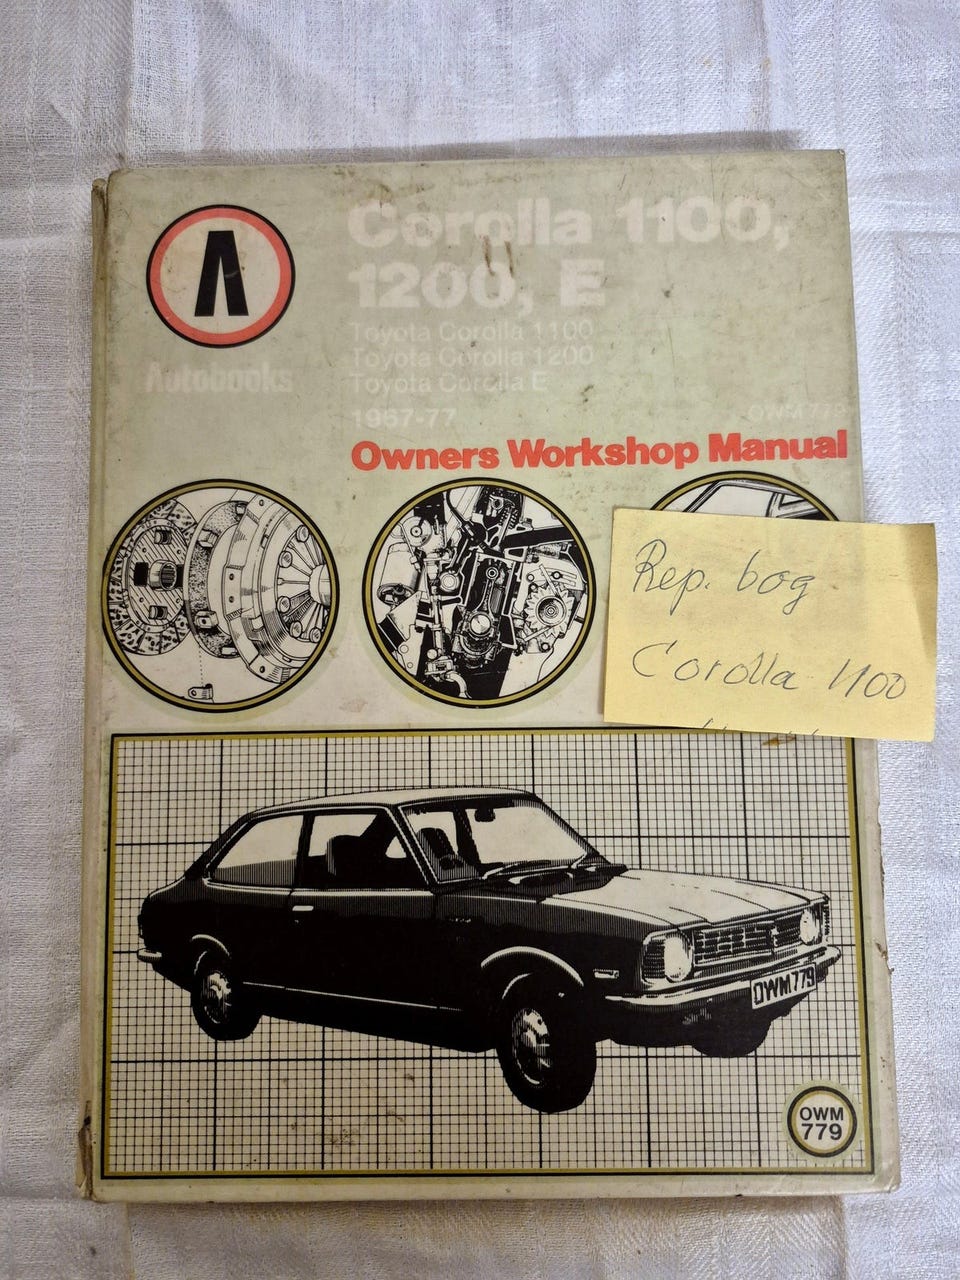 Corolla 1100,
1200, E
Toyota Corolla 1100
Toyota Corolla 1200
Toyota Corolla E
1967-77
OWM 779
Autobooks
Owners Workshop Manual
Rep. bog
Corolla 1100
OWM 779
OWM
779